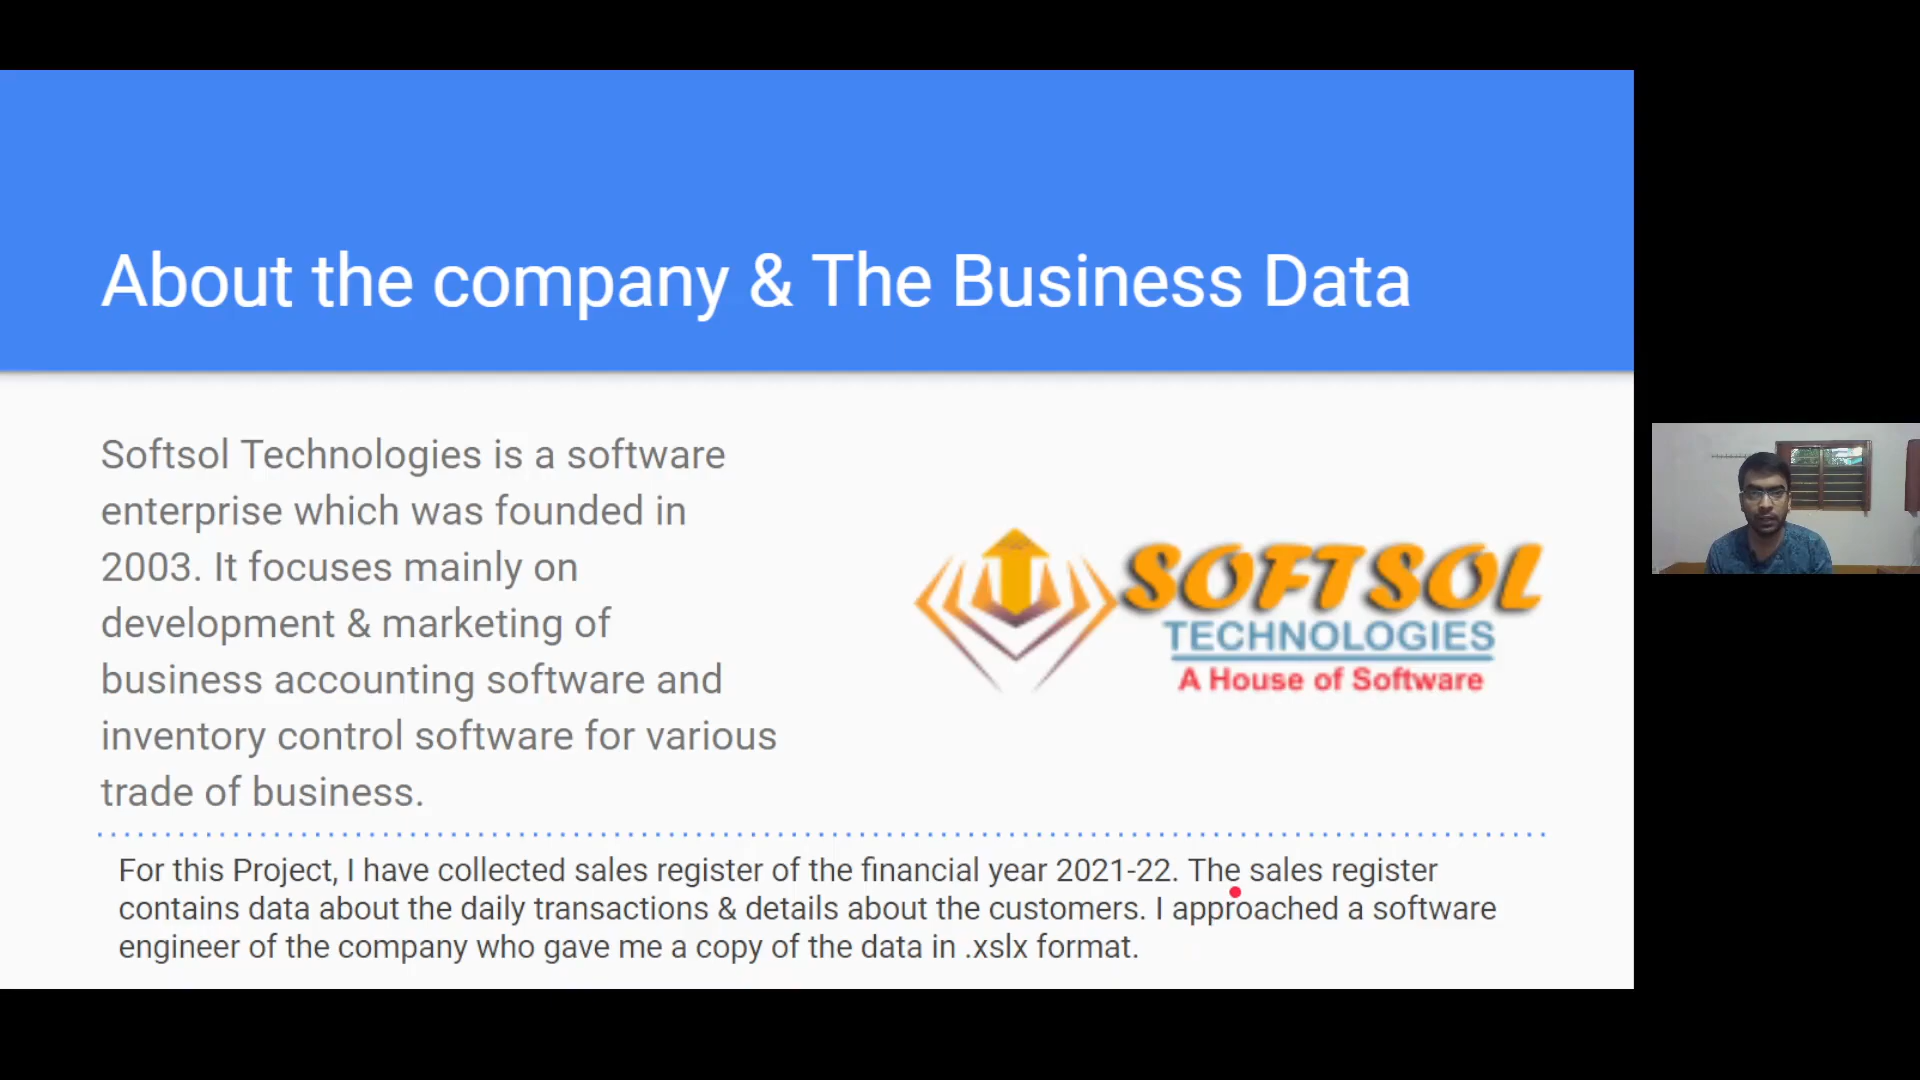 About the company & The Business Data
Softsol Technologies is a software
enterprise which was founded in
2003. It focuses mainly on
development & marketing of
business accounting software and
inventory control software for various
trade of business.
SOFTSOL
TECHNOLOGIES
A House of Software
For this Project, I have collected sales register of the financial year 2021-22. The sales register
contains data about the daily transactions & details about the customers. I approached a software
engineer of the company who gave me a copy of the data in .xslx format.